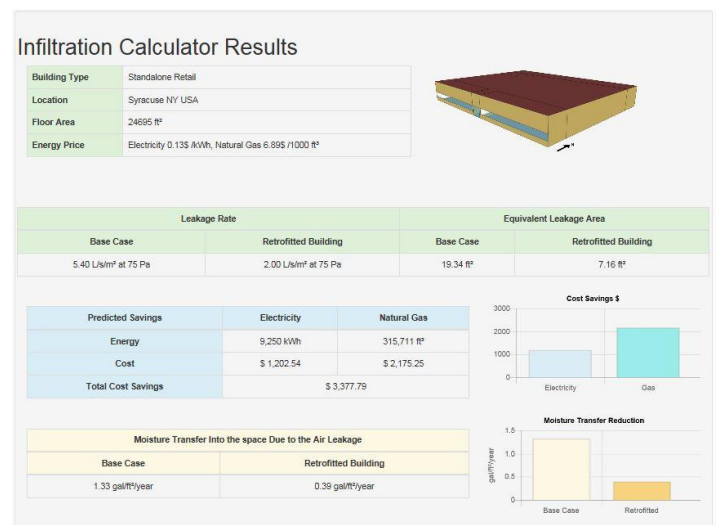 Infiltration Calculator Results
Building Type Standalone Retail
Location Syracuse NY USA
Floor Area 24695 ft²
Energy Price Electricity 0.13$ /kWh, Natural Gas 6.89$ /1000 ft³
Leakage Rate Equivalent Leakage Area
Base Case Retrofitted Building Base Case Retrofitted Building
5.40 L/s/m² at 75 Pa 2.00 L/s/m² at 75 Pa 19.34 ft² 7.16 ft²
Predicted Savings Electricity Natural Gas
Energy 9,250 kWh 315,711 ft³
Cost $ 1,202.54 $ 2,175.25
Total Cost Savings $ 3,377.79
Cost Savings $
3000
2000
1000
0
Electricity Gas
Moisture Transfer Into the space Due to the Air Leakage
Base Case Retrofitted Building
1.33 gal/ft²/year 0.39 gal/ft²/year
Moisture Transfer Reduction
gal/ft²/year
1.5
1.0
0.5
0
Base Case Retrofitted